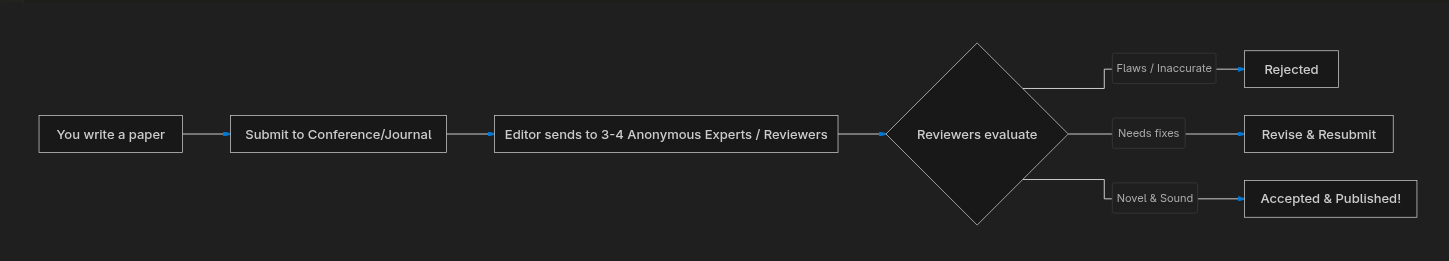 You write a paper
Submit to Conference/Journal
Editor sends to 3-4 Anonymous Experts / Reviewers
Reviewers evaluate
Flaws / Inaccurate
Rejected
Needs fixes
Revise & Resubmit
Novel & Sound
Accepted & Published!